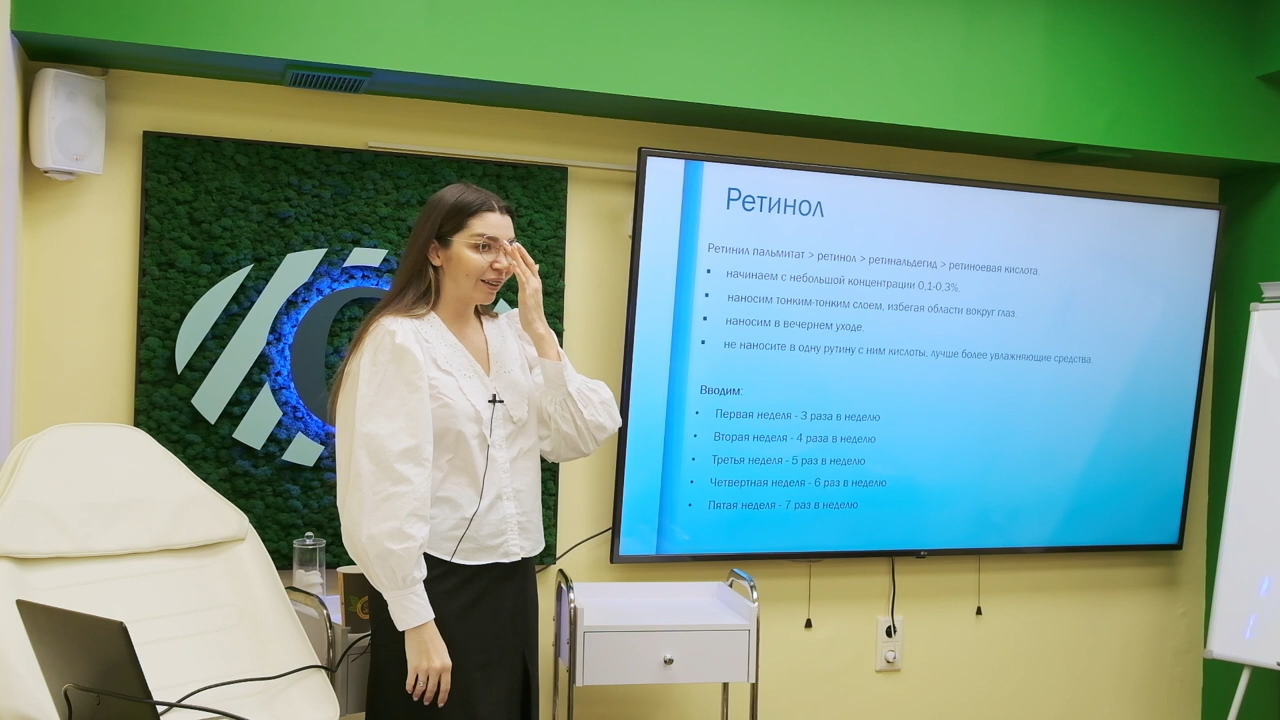 Ретинол
Ретинил пальмитат > ретинол > ретинальдегид > ретиноевая кислота.
▪ начинаем с небольшой концентрации 0,1-0,3%.
▪ наносим тонким-тонким слоем, избегая области вокруг глаз.
▪ наносим в вечернем уходе.
▪ не наносите в одну рутину с ним кислоты, лучше более увлажняющие средства.
Вводим:
• Первая неделя - 3 раза в неделю
• Вторая неделя - 4 раза в неделю
• Третья неделя - 5 раз в неделю
• Четвертная неделя - 6 раз в неделю
• Пятая неделя - 7 раз в неделю